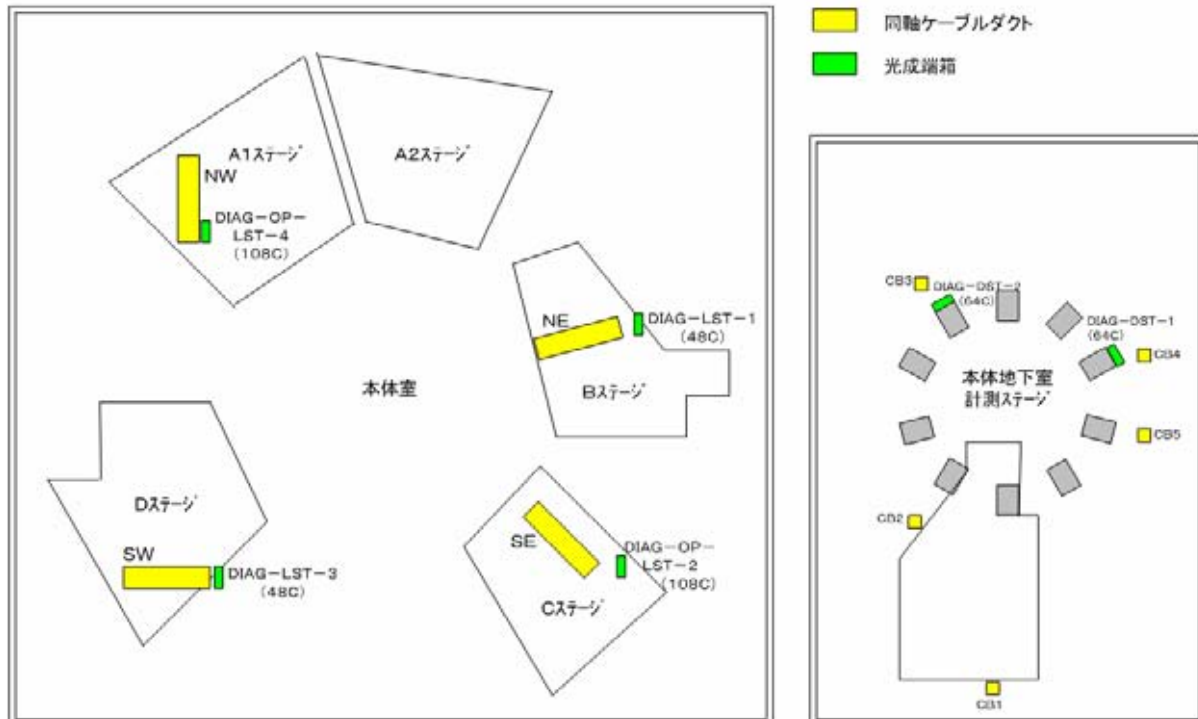 同軸ケーブルダクト
光成端箱
A1ステージ
A2ステージ
NW
DIAG-OP-
LST-4
(108C)
NE
DIAG-LST-1
(48C)
Bステージ
本体室
Dステージ
SW
DIAG-LST-3
(48C)
SE
DIAG-OP-
LST-2
(108C)
Cステージ
CB3
DIAG-DST-2
(64C)
DIAG-DST-1
(64C)
CB4
本体地下室
計測ステージ
CB5
CB2
CB1